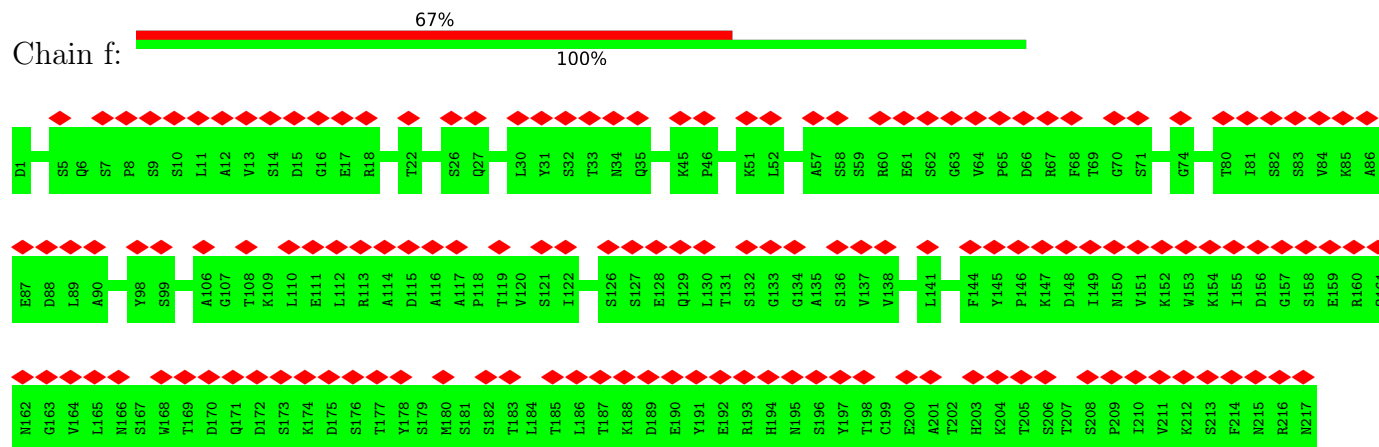 67%
Chain f:
100%
D1 S5 Q6 S7 P8 S9 S10 L11 A12 V13 S14 D15 G16 E17 R18 T22 S26 Q27 L30 Y31 S32 T33 N34 Q35 K45 P46 K51 L52 A57 S58 S59 R60 E61 S62 G63 V64 P65 D66 R67 F68 T69 G70 S71 G74 T80 I81 S82 S83 V84 K85 A86
E87 D88 L89 A90 Y98 S99 A106 G107 T108 K109 L110 E111 L112 R113 A114 D115 A116 A117 P118 T119 V120 S121 I122 S126 S127 E128 Q129 L130 T131 S132 G133 G134 A135 S136 V137 V138 L141 F144 Y145 P146 K147 D148 I149 N150 V151 K152 W153 K154 I155 D156 G157 S158 E159 R160
N162 G163 V164 L165 N166 S167 W168 T169 D170 Q171 D172 S173 K174 D175 S176 T177 Y178 S179 M180 S181 S182 T183 L184 T185 L186 T187 K188 D189 E190 Y191 E192 R193 H194 N195 S196 Y197 T198 C199 E200 A201 T202 H203 K204 T205 S206 T207 S208 P209 I210 V211 K212 S213 F214 N215 R216 N217